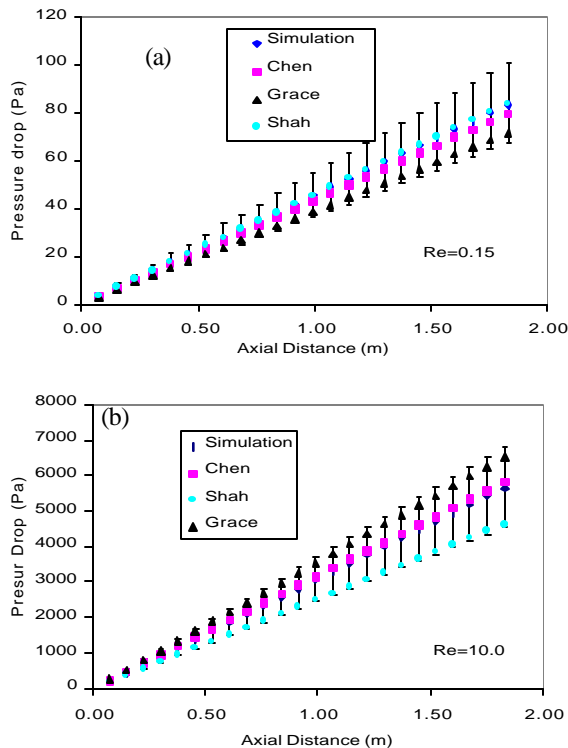 (a)
Simulation
Chen
Grace
Shah
Pressure drop (Pa)
120
100
80
60
40
20
0
Re=0.15
0.00
0.50
1.00
1.50
2.00
Axial Distance (m)
(b)
Simulation
Chen
Shah
Grace
Presur Drop (Pa)
8000
7000
6000
5000
4000
3000
2000
1000
0
Re=10.0
0.00
0.50
1.00
1.50
2.00
Axial Distance (m)